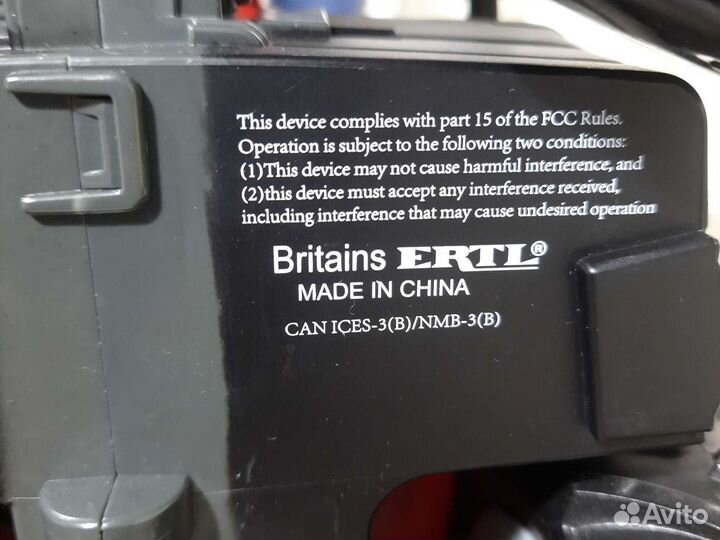 This device complies with part 15 of the FCC Rules.
Operation is subject to the following two conditions:
(1)This device may not cause harmful interference, and
(2)this device must accept any interference received,
including interference that may cause undesired operation
Britains ERTL®
MADE IN CHINA
CAN ICES-3(B)/NMB-3(B)
Avito